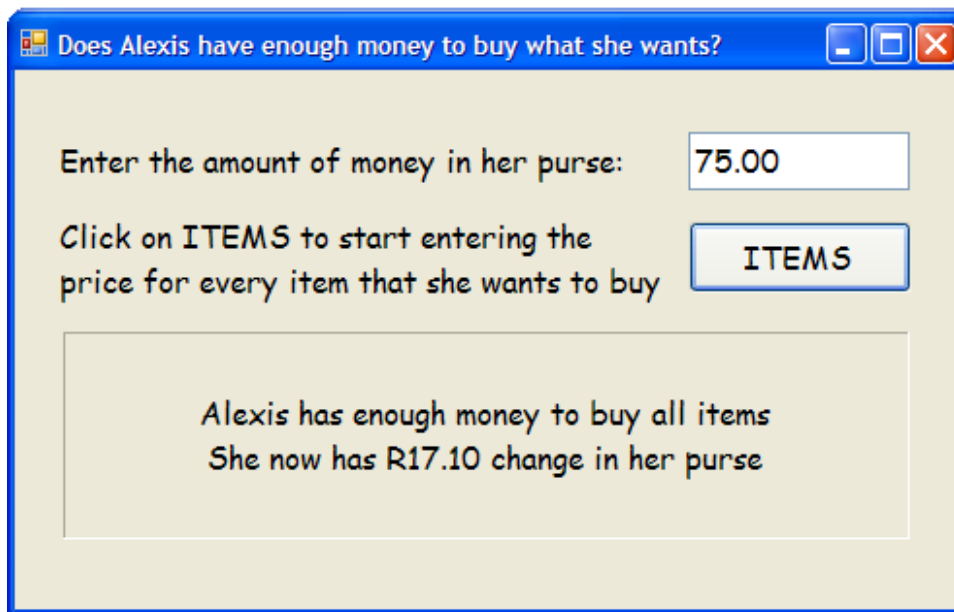 Does Alexis have enough money to buy what she wants?
Enter the amount of money in her purse:
75.00
Click on ITEMS to start entering the
price for every item that she wants to buy
ITEMS
Alexis has enough money to buy all items
She now has R17.10 change in her purse